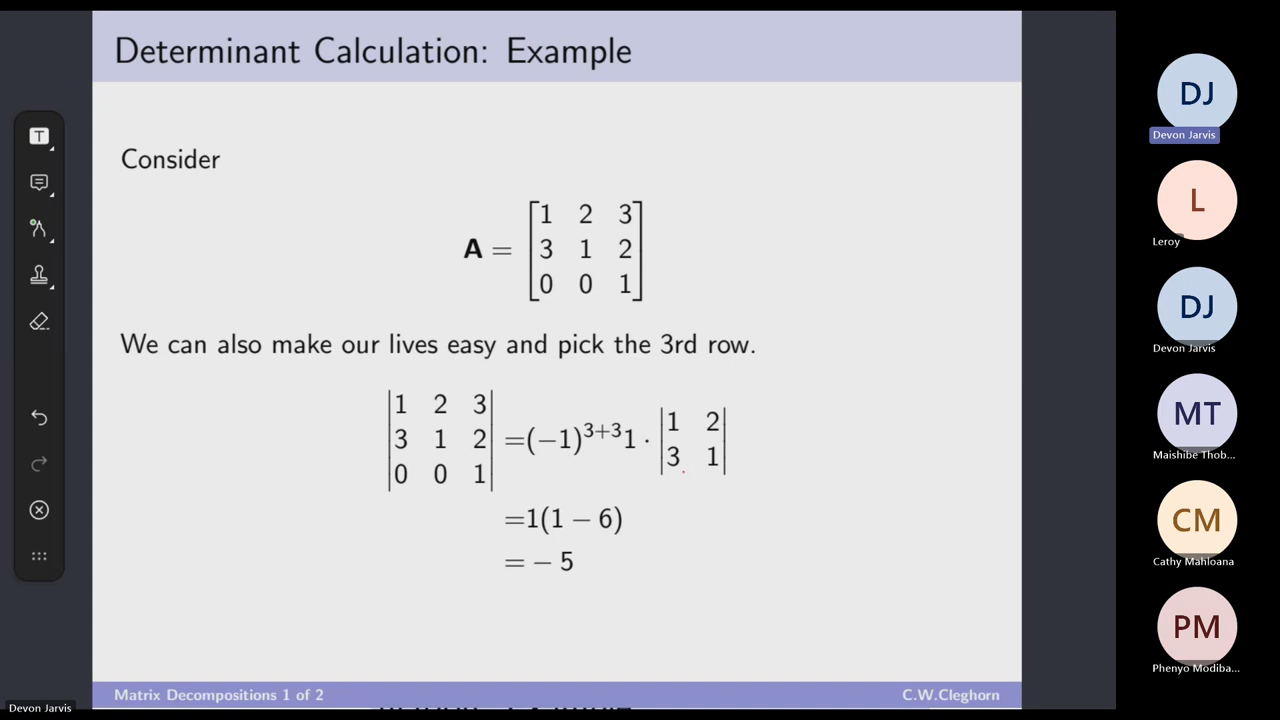 Determinant Calculation: Example
Consider
A = [1 2 3
3 1 2
0 0 1]
We can also make our lives easy and pick the 3rd row.
|1 2 3|
|3 1 2| =(−1)^{3+3}1 · |1 2|
|0 0 1| |3 1|
=1(1 − 6)
= − 5
Matrix Decompositions 1 of 2
C.W.Cleghorn
Devon Jarvis
T
DJ
Devon Jarvis
L
Leroy
DJ
Devon Jarvis
MT
Maishibe Thob...
CM
Cathy Mahloana
PM
Phenyo Modiba...